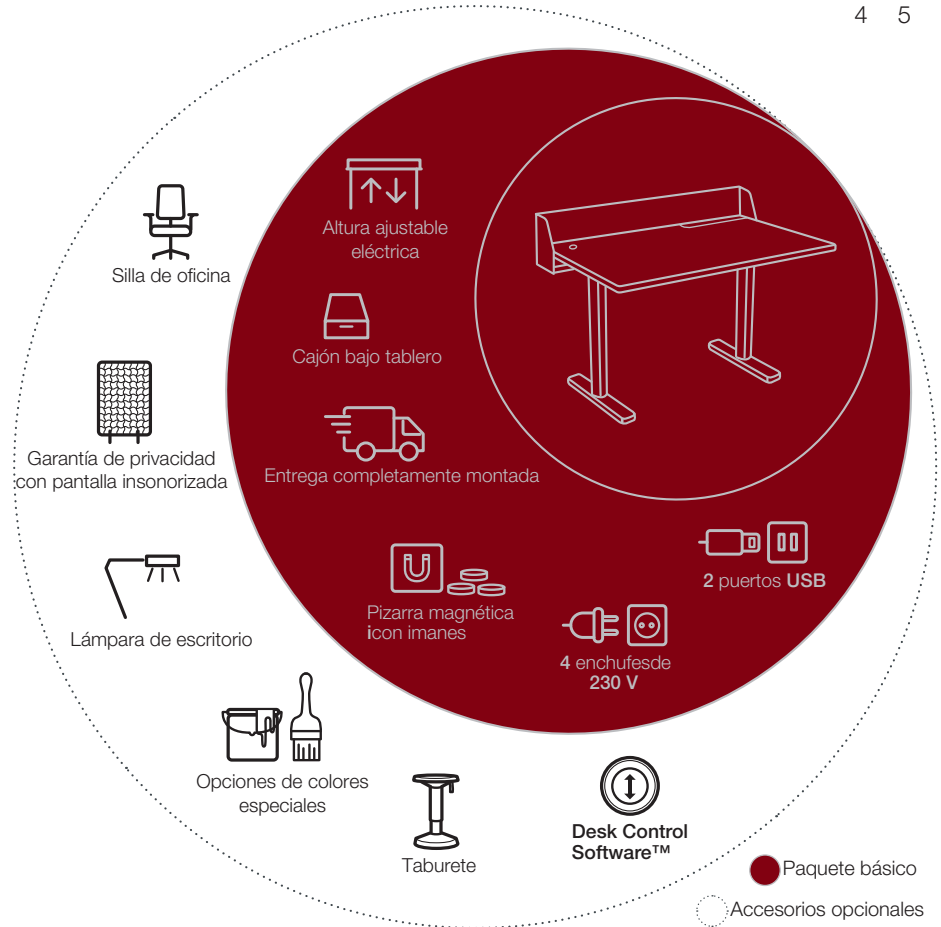 4 5
Altura ajustable
eléctrica
Silla de oficina
Cajón bajo tablero
Garantía de privacidad
con pantalla insonorizada
Entrega completamente montada
2 puertos USB
Pizarra magnética
icon imanes
Lámpara de escritorio
4 enchufesde
230 V
Opciones de colores
especiales
Taburete
Desk Control
Software™
Paquete básico
Accesorios opcionales